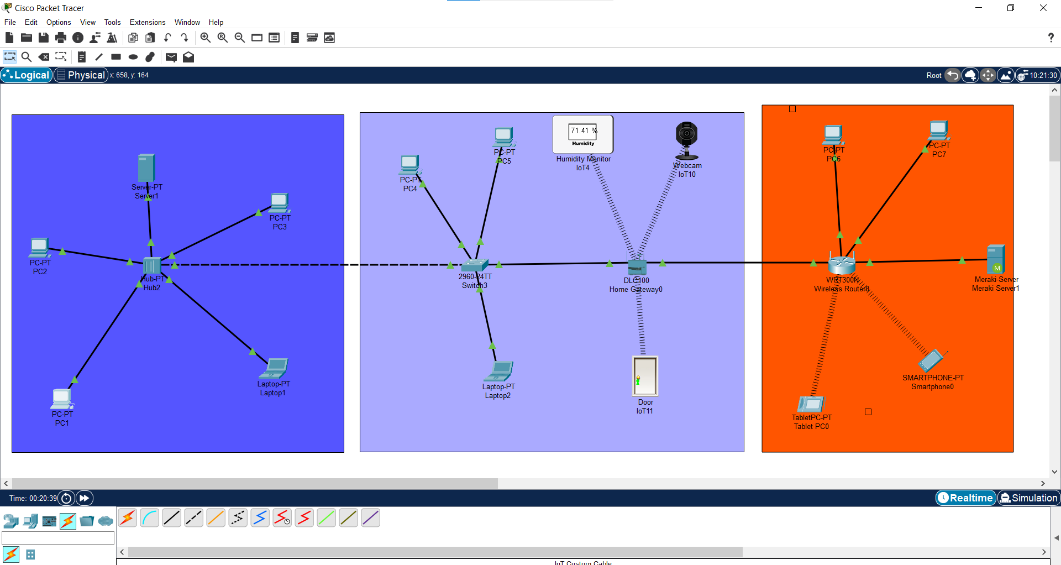 Cisco Packet Tracer
File Edit Options View Tools Extensions Window Help
?
Logical Physical x: 658, y: 164
Root 10:21:30
Server-PT
Server1
PC-PT
PC3
PC-PT
PC2
Hub-PT
Hub2
PC-PT
PC1
Laptop-PT
Laptop1
PC-PT
PC4
PC-PT
PC5
41 %
Humidity
Humidity Monitor
IoT4
Webcam
IoT10
2960-24TT
Switch3
DLC100
Home Gateway0
Laptop-PT
Laptop2
Door
IoT11
PC-PT
PC6
PC-PT
PC7
WRT300N
Wireless Router1
M
Meraki Server
Meraki Server1
SMARTPHONE-PT
Smartphone0
TabletPC-PT
Tablet PC0
Time: 00:20:39
Realtime Simulation
IoT Custom Cable